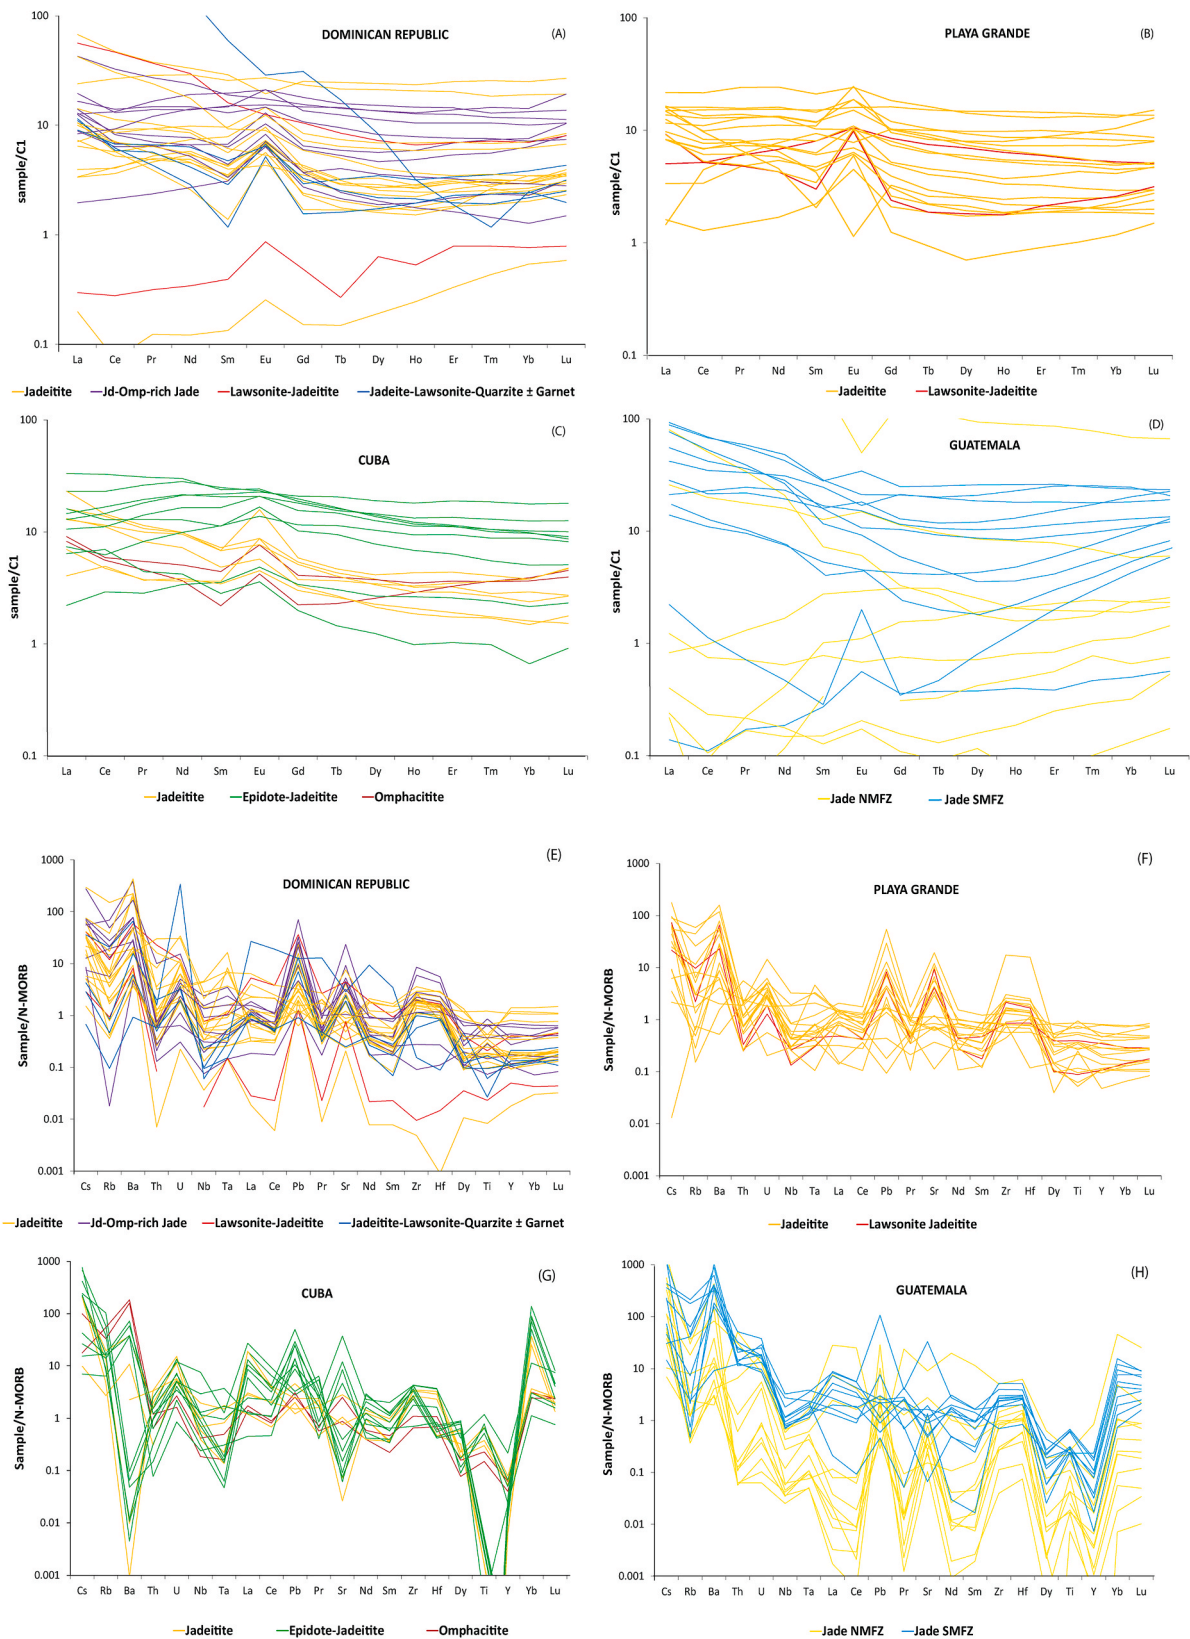 DOMINICAN REPUBLIC
(A)
sample/C1
100
10
1
0.1
La Ce Pr Nd Sm Eu Gd Tb Dy Ho Er Tm Yb Lu
Jadeitite Jd-Omp-rich Jade Lawsonite-Jadeitite Jadeite-Lawsonite-Quarzite ± Garnet
PLAYA GRANDE
(B)
sample/C1
100
10
1
0.1
La Ce Pr Nd Sm Eu Gd Tb Dy Ho Er Tm Yb Lu
Jadeitite Lawsonite-Jadeitite
CUBA
(C)
sample/C1
100
10
1
0.1
La Ce Pr Nd Sm Eu Gd Tb Dy Ho Er Tm Yb Lu
Jadeitite Epidote-Jadeitite Omphacitite
GUATEMALA
(D)
sample/C1
100
10
1
0.1
La Ce Pr Nd Sm Eu Gd Tb Dy Ho Er Tm Yb Lu
Jade NMFZ Jade SMFZ
DOMINICAN REPUBLIC
(E)
Sample/N-MORB
1000
100
10
1
0.1
0.01
0.001
Cs Rb Ba Th U Nb Ta La Ce Pb Pr Sr Nd Sm Zr Hf Dy Ti Y Yb Lu
Jadeitite Jd-Omp-rich Jade Lawsonite-Jadeitite Jadeitite-Lawsonite-Quarzite ± Garnet
PLAYA GRANDE
(F)
Sample/N-MORB
1000
100
10
1
0.1
0.01
0.001
Cs Rb Ba Th U Nb Ta La Ce Pb Pr Sr Nd Sm Zr Hf Dy Ti Y Yb Lu
Jadeitite Lawsonite Jadeitite
CUBA
(G)
Sample/N-MORB
1000
100
10
1
0.1
0.01
0.001
Cs Rb Ba Th U Nb Ta La Ce Pb Pr Sr Nd Sm Zr Hf Dy Ti Y Yb Lu
Jadeitite Epidote-Jadeitite Omphacitite
GUATEMALA
(H)
Sample/N-MORB
1000
100
10
1
0.1
0.01
0.001
Cs Rb Ba Th U Nb Ta La Ce Pb Pr Sr Nd Sm Zr Hf Dy Ti Y Yb Lu
Jade NMFZ Jade SMFZ